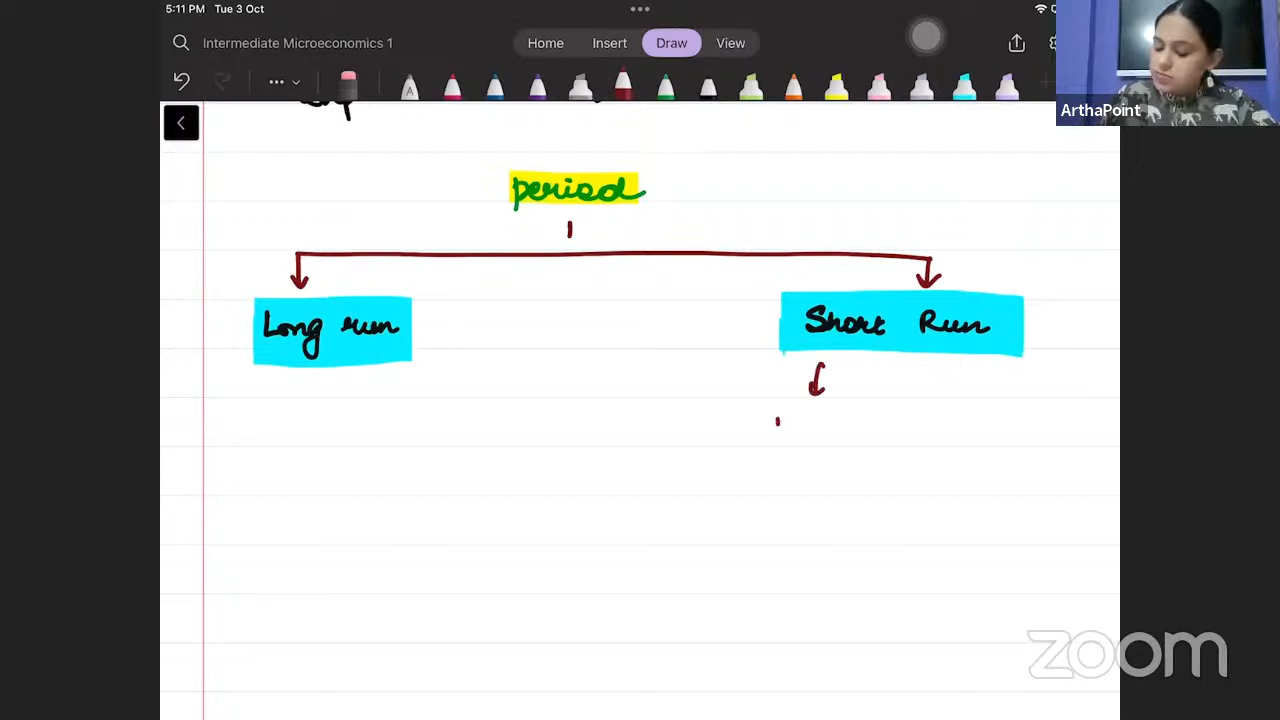 5:11 PM Tue 3 Oct
Intermediate Microeconomics 1 Home Insert Draw View
ArthaPoint
period
Long run Short Run
zoom